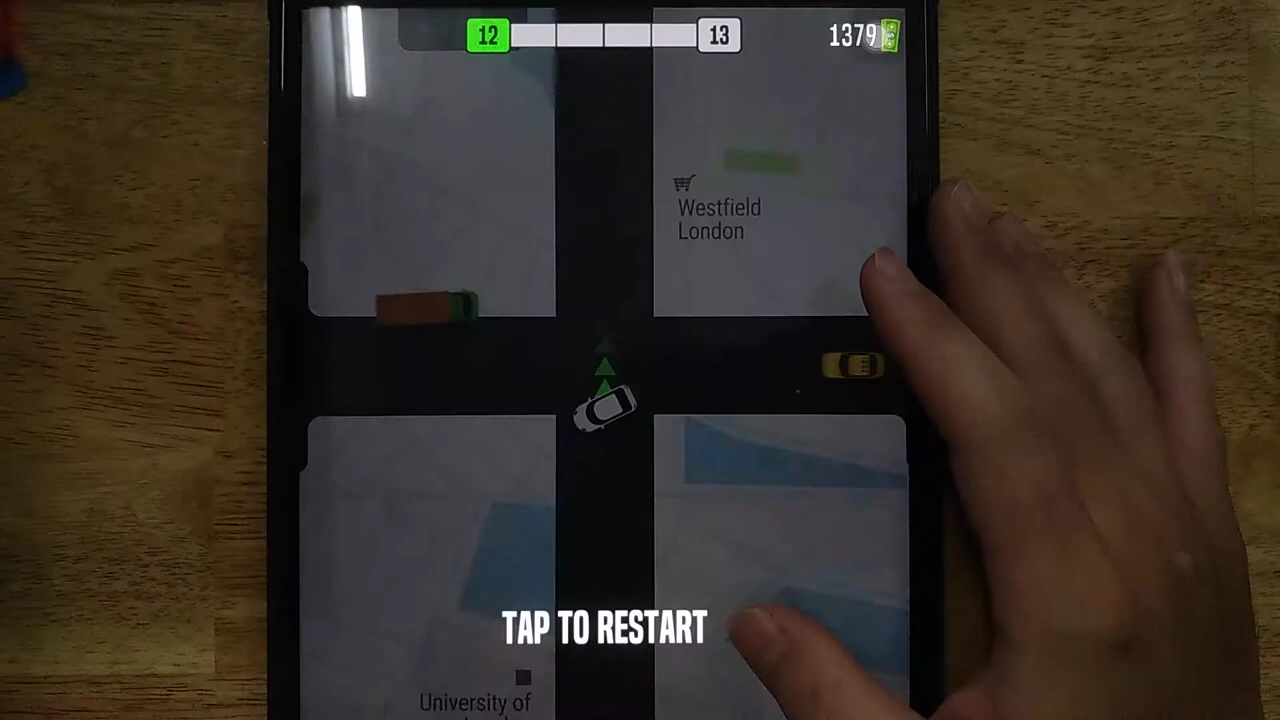 12
13
1379
Westfield
London
TAP TO RESTART
University of